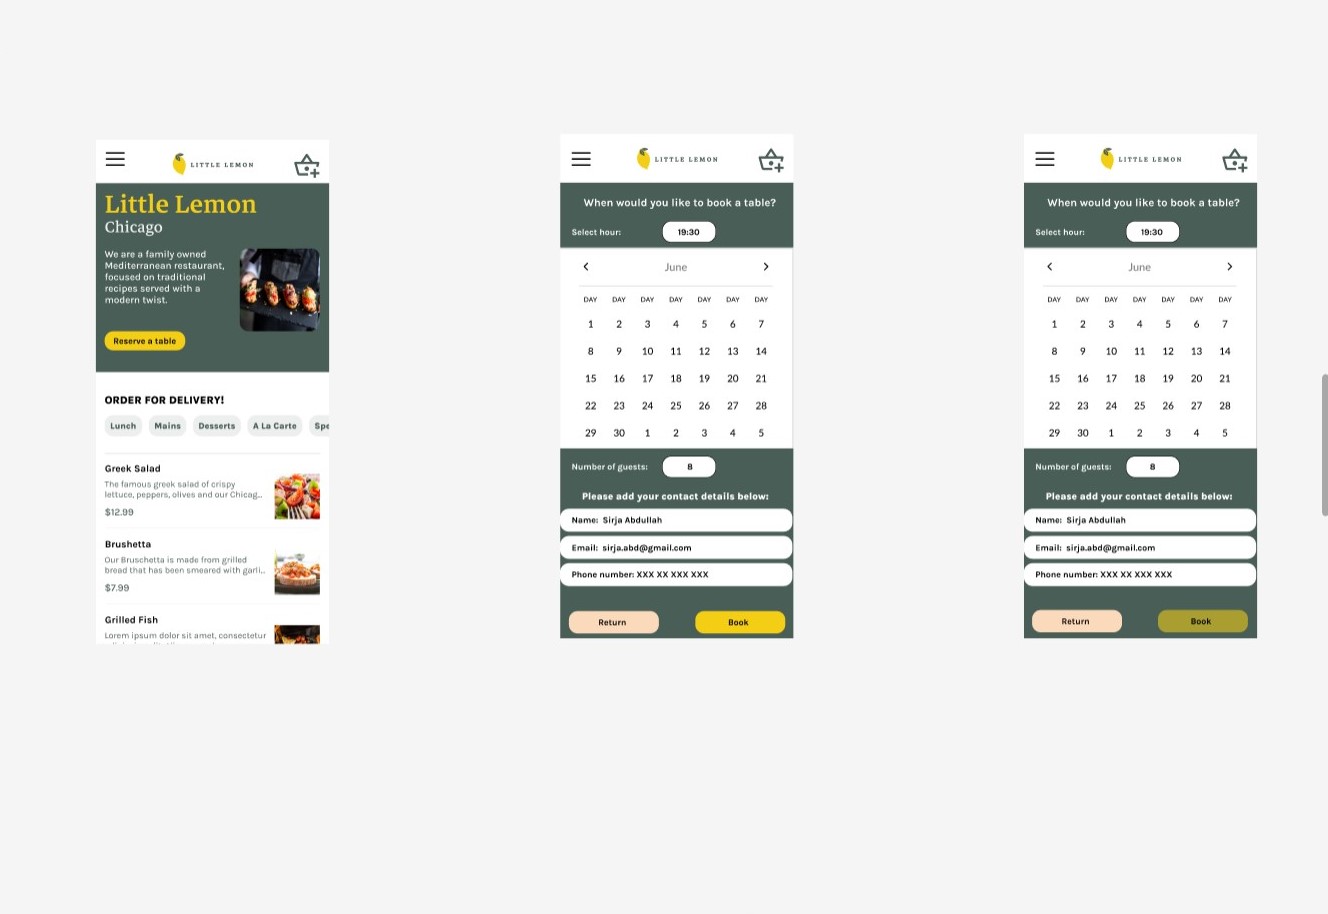 LITTLE LEMON
Little Lemon
Chicago
We are a family owned
Mediterranean restaurant,
focused on traditional
recipes served with a
modern twist.
Reserve a table
ORDER FOR DELIVERY!
Lunch Mains Desserts A La Carte Spe
Greek Salad
The famous greek salad of crispy
lettuce, peppers, olives and our Chicag...
$12.99
Brushetta
Our Bruschetta is made from grilled
bread that has been smeared with garli...
$7.99
Grilled Fish
Lorem ipsum dolor sit amet, consectetur
LITTLE LEMON
When would you like to book a table?
Select hour: 19:30
June
DAY DAY DAY DAY DAY DAY DAY
1 2 3 4 5 6 7
8 9 10 11 12 13 14
15 16 17 18 19 20 21
22 23 24 25 26 27 28
29 30 1 2 3 4 5
Number of guests: 8
Please add your contact details below:
Name: Sirja Abdullah
Email: sirja.abd@gmail.com
Phone number: XXX XX XXX XXX
Return Book
LITTLE LEMON
When would you like to book a table?
Select hour: 19:30
June
DAY DAY DAY DAY DAY DAY DAY
1 2 3 4 5 6 7
8 9 10 11 12 13 14
15 16 17 18 19 20 21
22 23 24 25 26 27 28
29 30 1 2 3 4 5
Number of guests: 8
Please add your contact details below:
Name: Sirja Abdullah
Email: sirja.abd@gmail.com
Phone number: XXX XX XXX XXX
Return Book